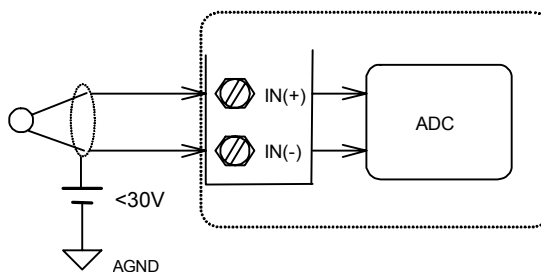 IN(+)
ADC
IN(-)
<30V
AGND